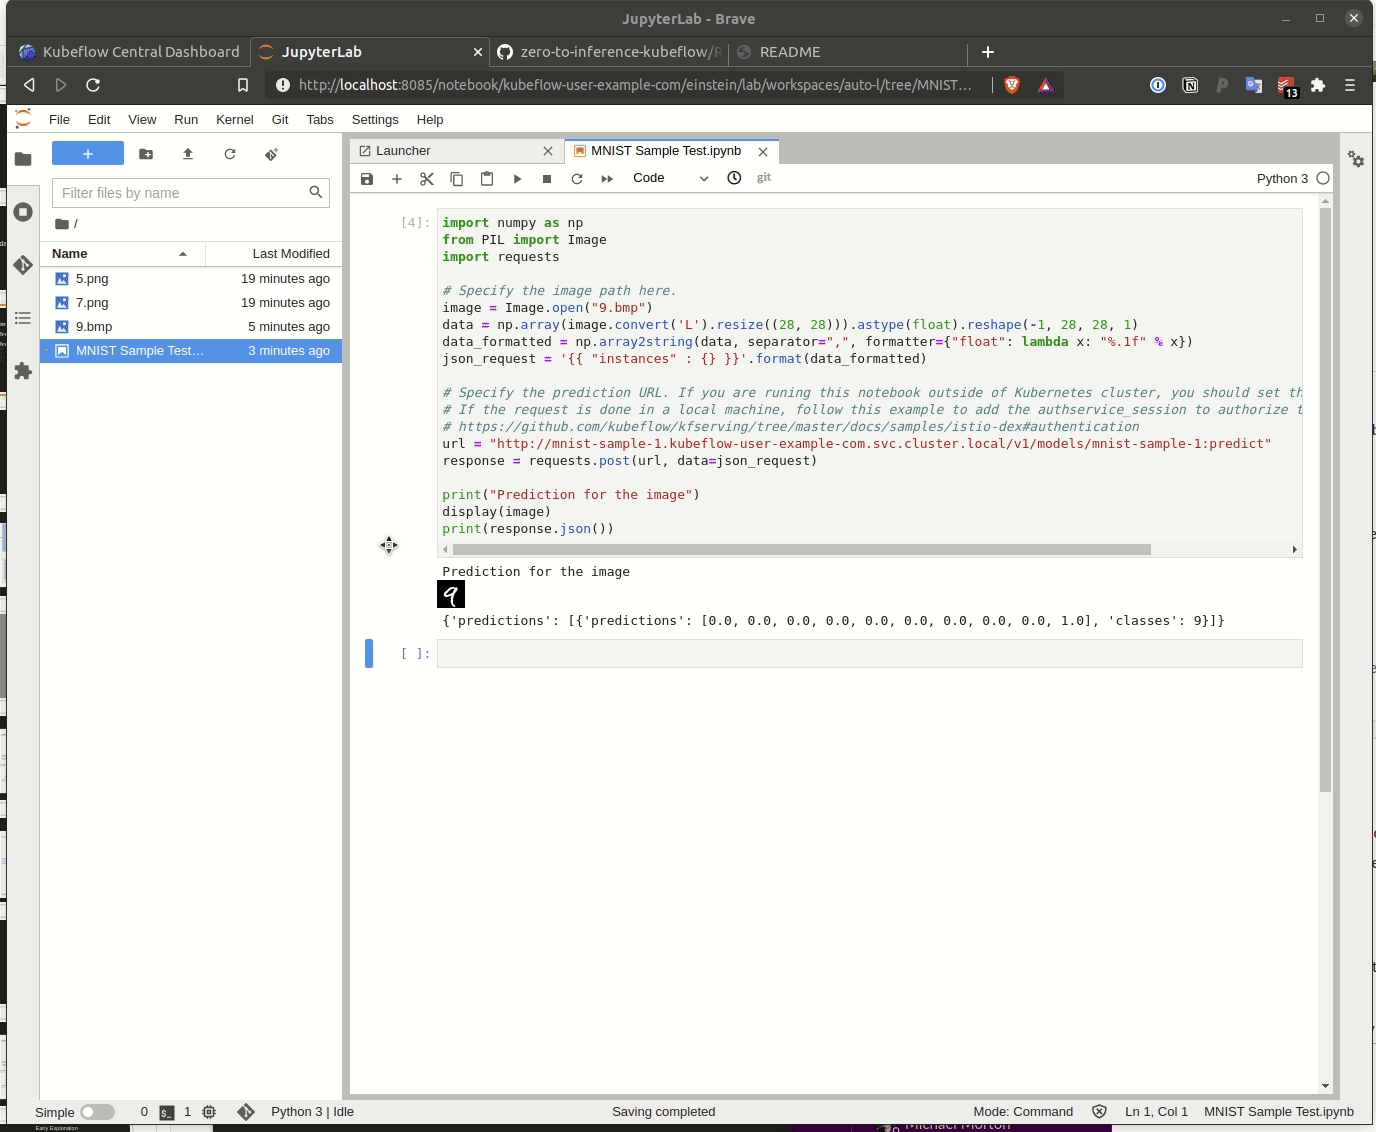 JupyterLab - Brave
Kubeflow Central Dashboard
JupyterLab
zero-to-inference-kubeflow/R
README
http://localhost:8085/notebook/kubeflow-user-example-com/einstein/lab/workspaces/auto-l/tree/MNIST...
13
File Edit View Run Kernel Git Tabs Settings Help
Filter files by name
/
Name Last Modified
5.png 19 minutes ago
7.png 19 minutes ago
9.bmp 5 minutes ago
MNIST Sample Test... 3 minutes ago
Launcher
MNIST Sample Test.ipynb
Code
git
Python 3
[4]:
import numpy as np
from PIL import Image
import requests
# Specify the image path here.
image = Image.open("9.bmp")
data = np.array(image.convert('L').resize((28, 28))).astype(float).reshape(-1, 28, 28, 1)
data_formatted = np.array2string(data, separator=",", formatter={"float": lambda x: "%.1f" % x})
json_request = '{{ "instances" : {} }}'.format(data_formatted)
# Specify the prediction URL. If you are runing this notebook outside of Kubernetes cluster, you should set th
# If the request is done in a local machine, follow this example to add the authservice_session to authorize t
# https://github.com/kubeflow/kfserving/tree/master/docs/samples/istio-dex#authentication
url = "http://mnist-sample-1.kubeflow-user-example-com.svc.cluster.local/v1/models/mnist-sample-1:predict"
response = requests.post(url, data=json_request)
print("Prediction for the image")
display(image)
print(response.json())
Prediction for the image
9
{'predictions': [{'predictions': [0.0, 0.0, 0.0, 0.0, 0.0, 0.0, 0.0, 0.0, 0.0, 1.0], 'classes': 9}]}
[ ]:
Simple 0 $_ 1 Python 3 | Idle Saving completed Mode: Command Ln 1, Col 1 MNIST Sample Test.ipynb
Early Exploration
Michael Morton